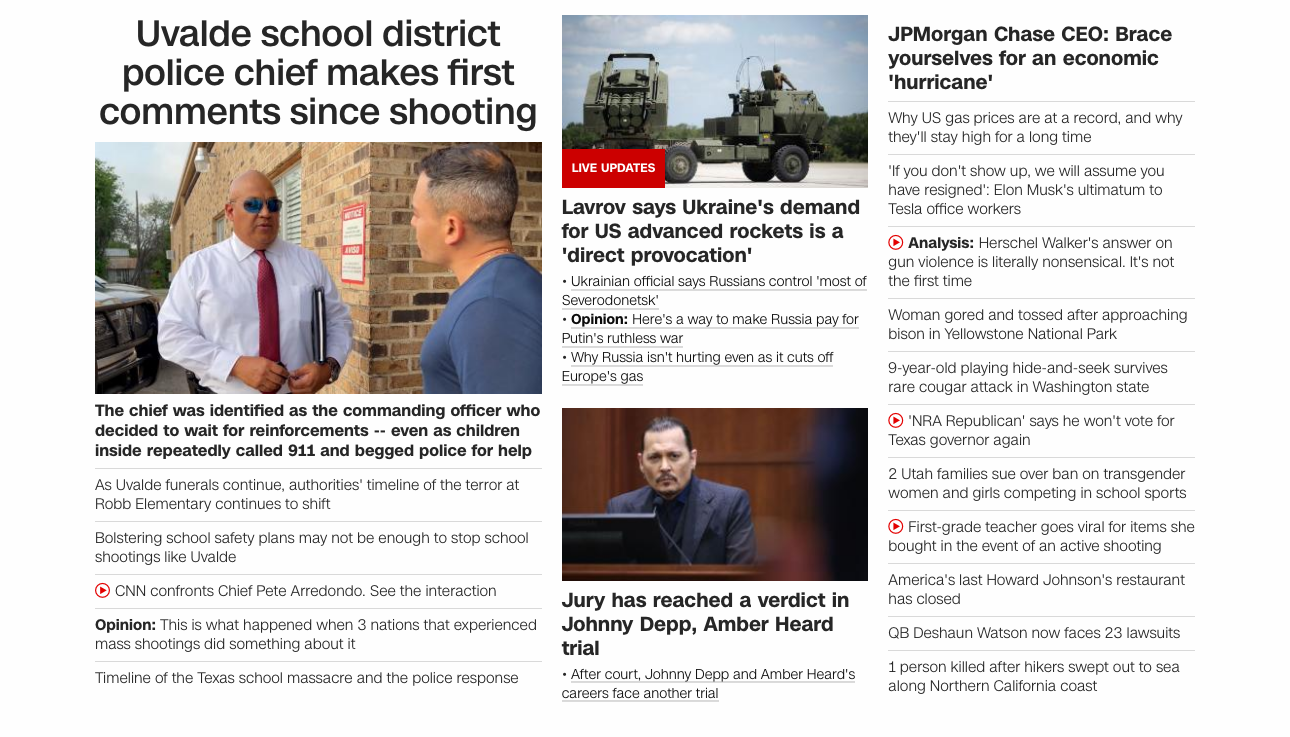 Uvalde school district
police chief makes first
comments since shooting
NOTICE
AVISO
The chief was identified as the commanding officer who
decided to wait for reinforcements -- even as children
inside repeatedly called 911 and begged police for help
As Uvalde funerals continue, authorities' timeline of the terror at
Robb Elementary continues to shift
Bolstering school safety plans may not be enough to stop school
shootings like Uvalde
CNN confronts Chief Pete Arredondo. See the interaction
Opinion: This is what happened when 3 nations that experienced
mass shootings did something about it
Timeline of the Texas school massacre and the police response
LIVE UPDATES
Lavrov says Ukraine's demand
for US advanced rockets is a
'direct provocation'
• Ukrainian official says Russians control 'most of
Severodonetsk'
• Opinion: Here's a way to make Russia pay for
Putin's ruthless war
• Why Russia isn't hurting even as it cuts off
Europe's gas
Jury has reached a verdict in
Johnny Depp, Amber Heard
trial
• After court, Johnny Depp and Amber Heard's
careers face another trial
JPMorgan Chase CEO: Brace
yourselves for an economic
'hurricane'
Why US gas prices are at a record, and why
they'll stay high for a long time
'If you don't show up, we will assume you
have resigned': Elon Musk's ultimatum to
Tesla office workers
Analysis: Herschel Walker's answer on
gun violence is literally nonsensical. It's not
the first time
Woman gored and tossed after approaching
bison in Yellowstone National Park
9-year-old playing hide-and-seek survives
rare cougar attack in Washington state
'NRA Republican' says he won't vote for
Texas governor again
2 Utah families sue over ban on transgender
women and girls competing in school sports
First-grade teacher goes viral for items she
bought in the event of an active shooting
America's last Howard Johnson's restaurant
has closed
QB Deshaun Watson now faces 23 lawsuits
1 person killed after hikers swept out to sea
along Northern California coast